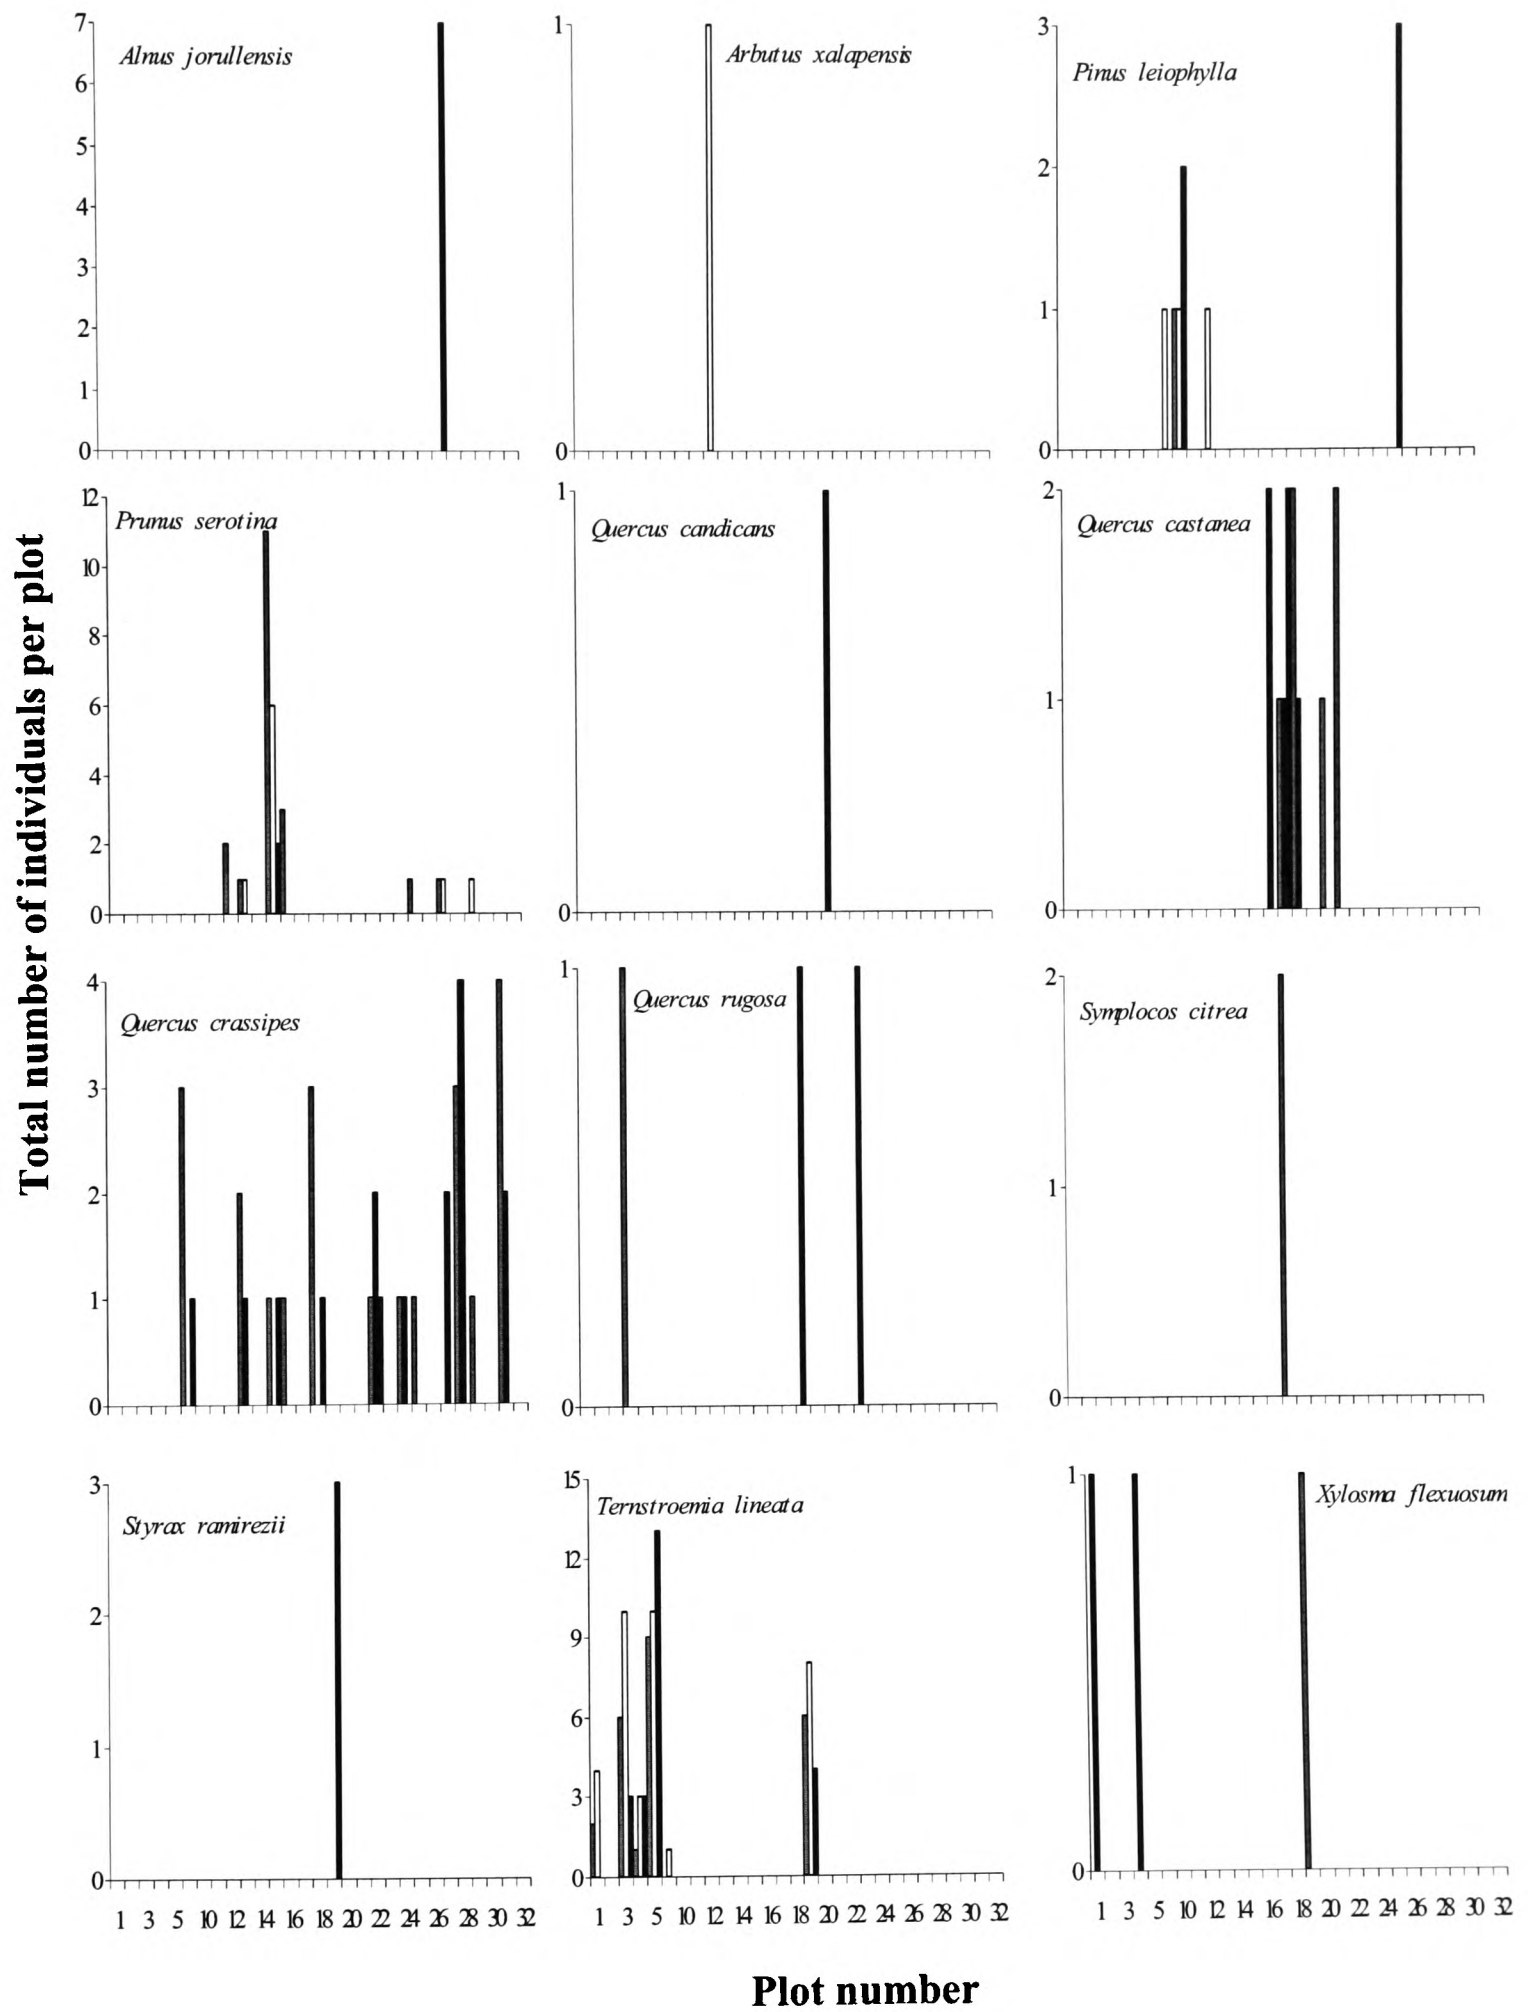 Total number of individuals per plot
7
6
5
4
3
2
1
0
Alnus jorullensis
1
0
Arbutus xalapensis
3
2
1
0
Pinus leiophylla
12
10
8
6
4
2
0
Prunus serotina
1
0
Quercus candicans
2
1
0
Quercus castanea
4
3
2
1
0
Quercus crassipes
1
0
Quercus rugosa
2
1
0
Symplocos citrea
3
2
1
0
Styrax ramirezii
1 3 5 10 12 14 16 18 20 22 24 26 28 30 32
15
12
9
6
3
0
Ternstroemia lineata
1 3 5 10 12 14 16 18 20 22 24 26 28 30 32
1
0
Xylosma flexuosum
1 3 5 10 12 14 16 18 20 22 24 26 28 30 32
Plot number